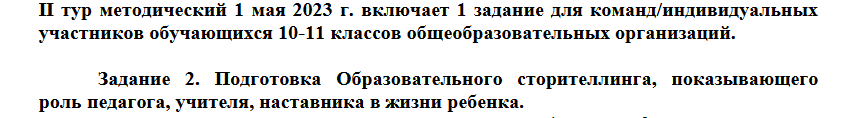 II тур методический 1 мая 2023 г. включает 1 задание для команд/индивидуальных
участников обучающихся 10-11 классов общеобразовательных организаций.
Задание 2. Подготовка Образовательного сторителлинга, показывающего
роль педагога, учителя, наставника в жизни ребенка.